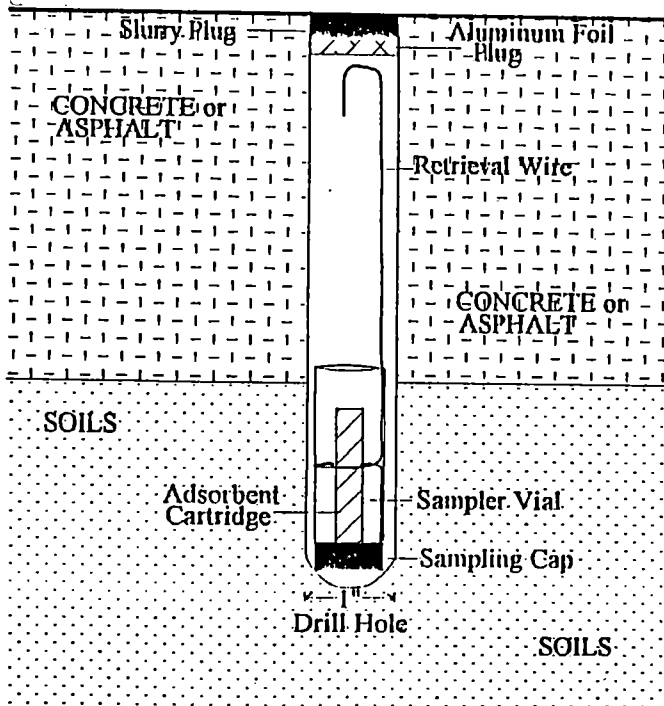 Slurry Plug
Aluminum Foil
Plug
CONCRETE or
ASPHALT
Retrieval Wire
CONCRETE or
ASPHALT
SOILS
Adsorbent
Cartridge
Sampler Vial
Sampling Cap
1"
Drill Hole
SOILS